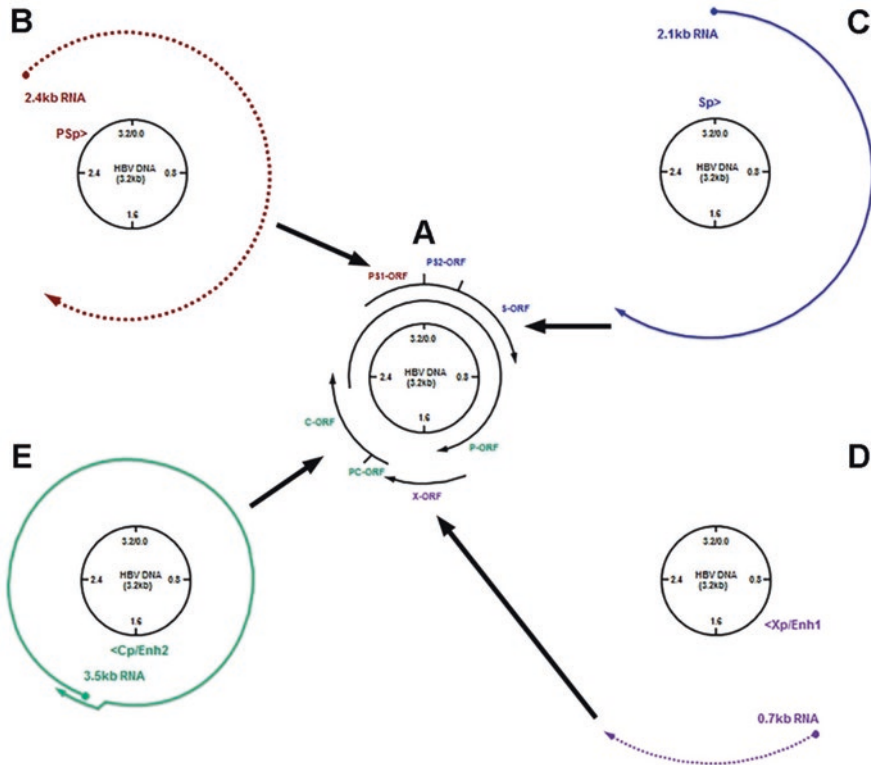 B
2.4kb RNA
PSp>
3.2/0.0
2.4
HBV DNA
(3.2kb)
0.8
1.6
C
2.1kb RNA
Sp>
3.2/0.0
2.4
HBV DNA
(3.2kb)
0.8
1.6
A
PS1-ORF
PS2-ORF
S-ORF
3.2/0.0
2.4
HBV DNA
(3.2kb)
0.8
1.6
C-ORF
P-ORF
PC-ORF
X-ORF
E
3.2/0.0
2.4
HBV DNA
(3.2kb)
0.8
1.6
<Cp/Enh2
3.5kb RNA
D
3.2/0.0
2.4
HBV DNA
(3.2kb)
0.8
1.6
<Xp/Enh1
0.7kb RNA